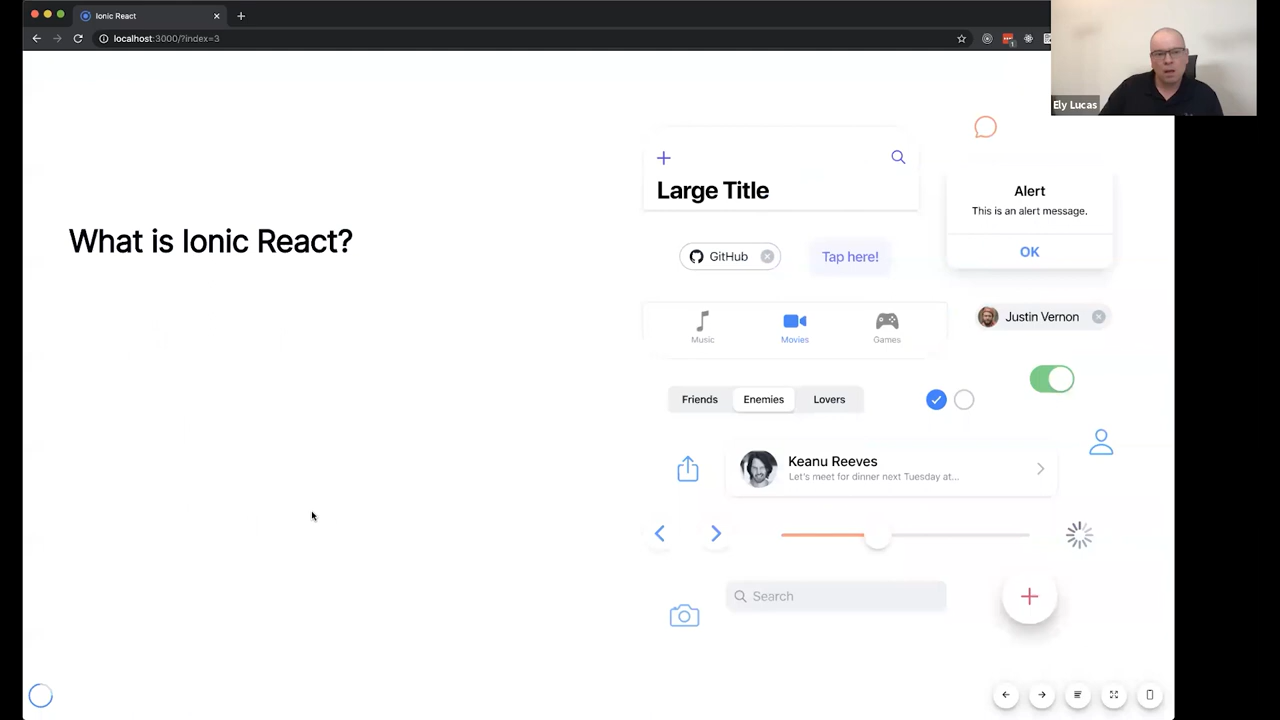 Ionic React
localhost:3000/?index=3
1
Ely Lucas
What is Ionic React?
Large Title
Alert
This is an alert message.
OK
GitHub
Tap here!
Justin Vernon
Music
Movies
Games
Friends
Enemies
Lovers
Keanu Reeves
Let's meet for dinner next Tuesday at...
Search